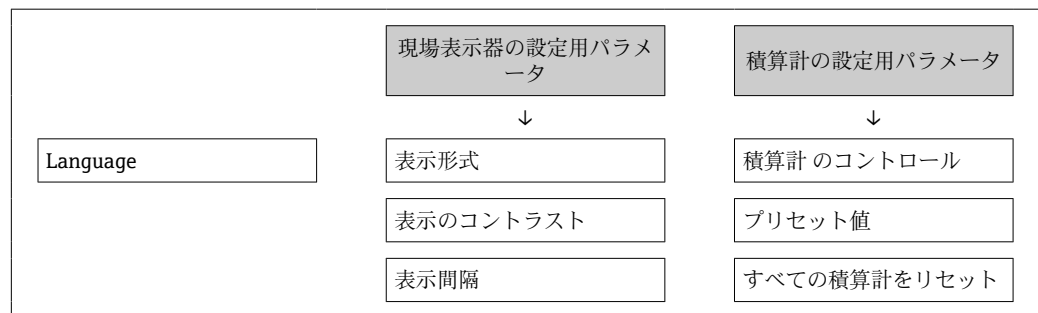 現場表示器の設定用パラメ
ータ
積算計の設定用パラメータ
↓
↓
Language
表示形式
積算計 のコントロール
表示のコントラスト
プリセット値
表示間隔
すべての積算計をリセット